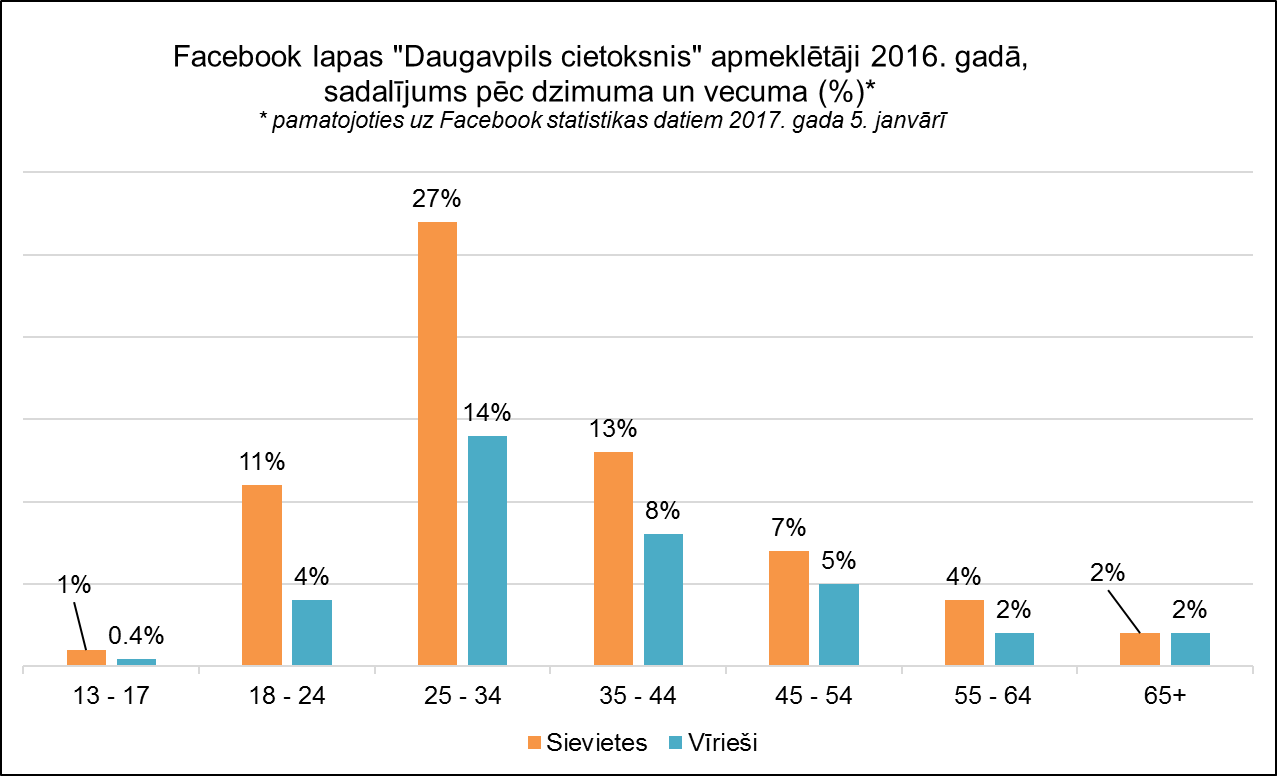 Facebook lapas "Daugavpils cietoksnis" apmeklētāji 2016. gadā,
sadalījums pēc dzimuma un vecuma (%)*
* pamatojoties uz Facebook statistikas datiem 2017. gada 5. janvārī
27%
14%
13%
11%
8%
7%
5%
4%
4%
2%
1%
0.4%
2%
2%
13 - 17
18 - 24
25 - 34
35 - 44
45 - 54
55 - 64
65+
Sievietes
Vīrieši